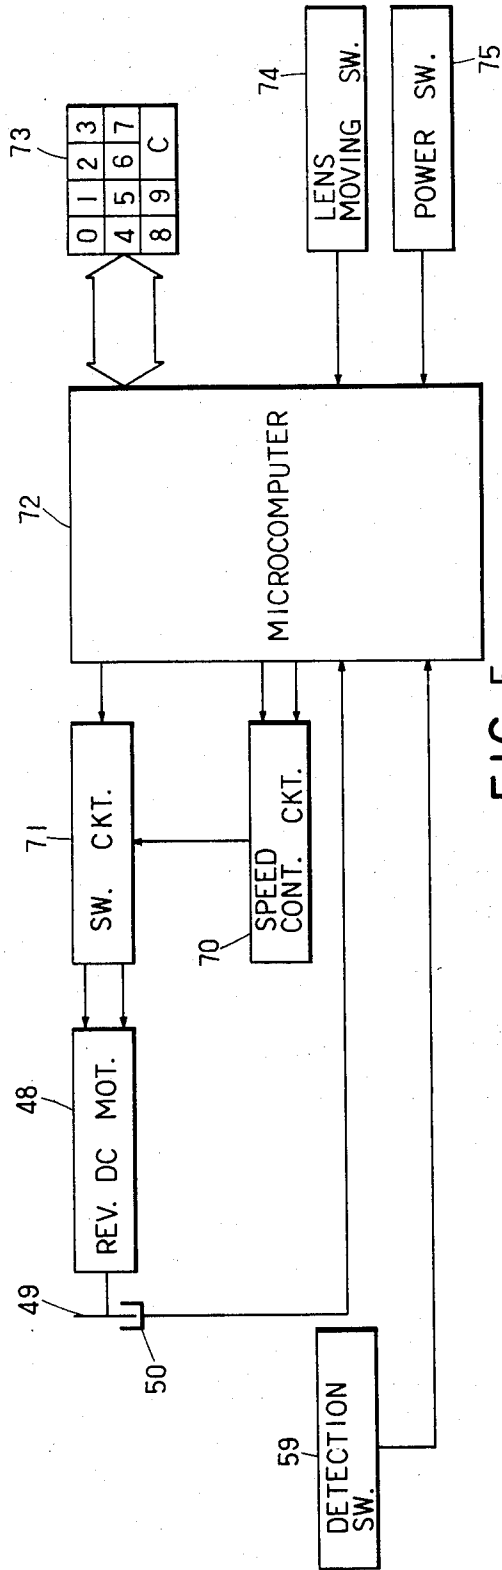 49
48
71
72
73
REV. DC MOT.
SW. CKT.
0 1 2 3
4 5 6 7
8 9 C
50
70
SPEED
CONT. CKT.
MICROCOMPUTER
74
LENS
MOVING SW.
59
DETECTION
SW.
POWER SW.
75
FIG.